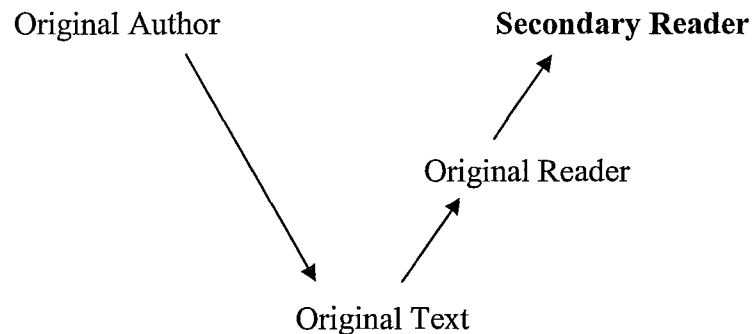 Original Author
Secondary Reader
Original Reader
Original Text